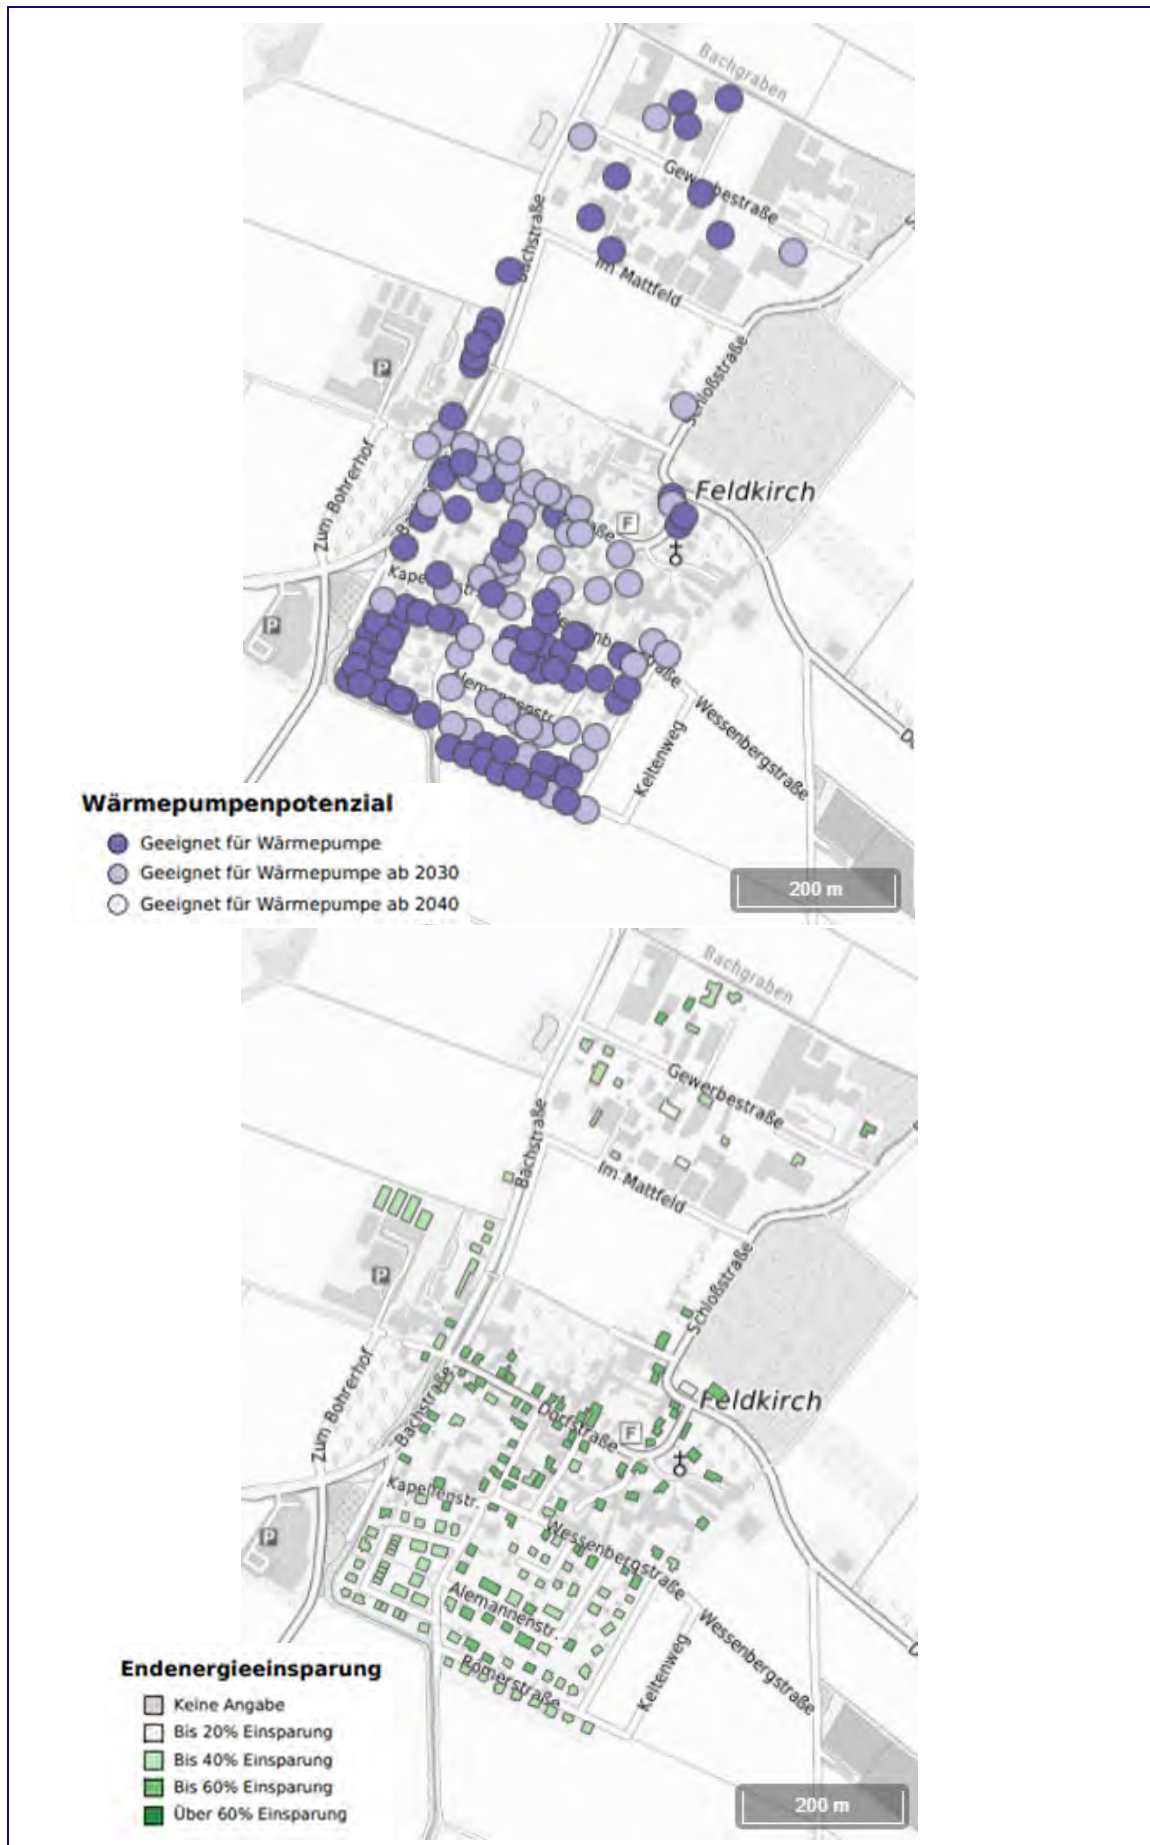 Bachgraben
Gewerbestraße
Bachstraße
Im Mattfeld
P
Schloßstraße
Feldkirch
Zum Bohrerhof
F
P
Wessenbergstraße
Keltenweg
Wärmepumpenpotenzial
Geeignet für Wärmepumpe
Geeignet für Wärmepumpe ab 2030
Geeignet für Wärmepumpe ab 2040
200 m
Bachgraben
Gewerbestraße
Bachstraße
Im Mattfeld
P
Schloßstraße
Feldkirch
Zum Bohrerhof
Bachstraße
Dorfstraße
F
Kapellenstr.
P
Wessenbergstraße
Alemannenstr.
Wessenbergstraße
Römerstraße
Keltenweg
Endenergieeinsparung
Keine Angabe
Bis 20% Einsparung
Bis 40% Einsparung
Bis 60% Einsparung
Über 60% Einsparung
200 m